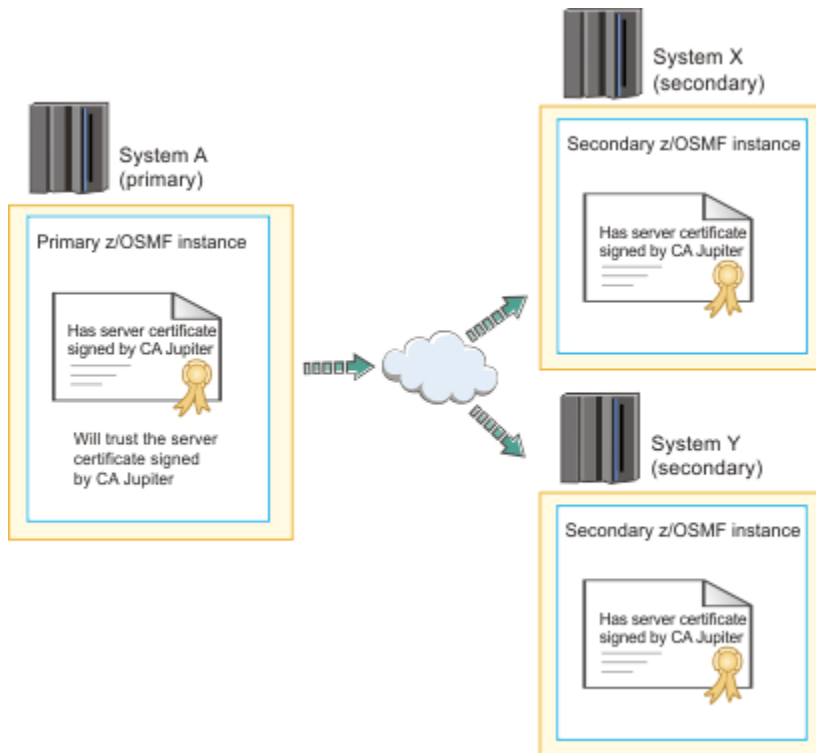 System A
(primary)
Primary z/OSMF instance
Has server certificate
signed by CA Jupiter
Will trust the server
certificate signed
by CA Jupiter
System X
(secondary)
Secondary z/OSMF instance
Has server certificate
signed by CA Jupiter
System Y
(secondary)
Secondary z/OSMF instance
Has server certificate
signed by CA Jupiter